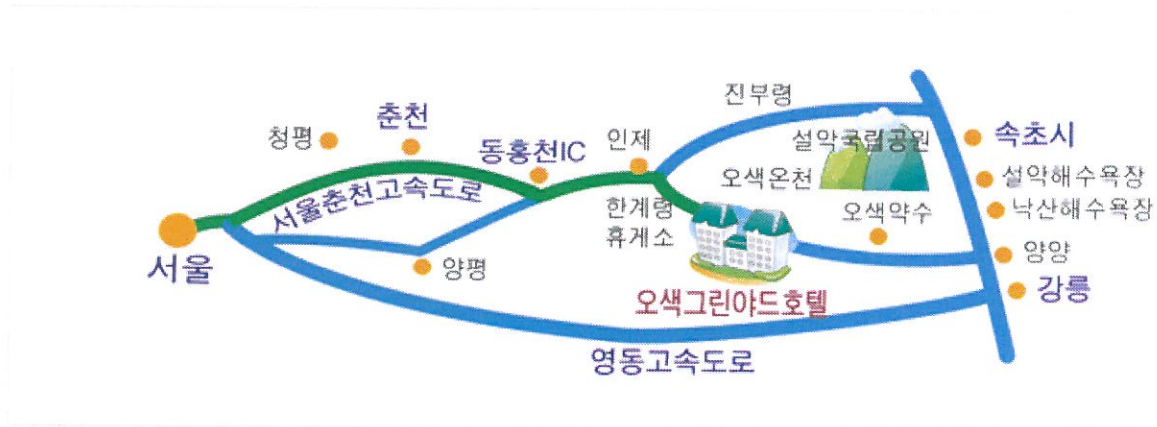 진부령
청평
춘천
동홍천IC
인제
설악국립공원
속초시
서울춘천고속도로
오색온천
설악해수욕장
한계령
휴게소
오색약수
낙산해수욕장
서울
양평
양양
오색그린야드호텔
강릉
영동고속도로